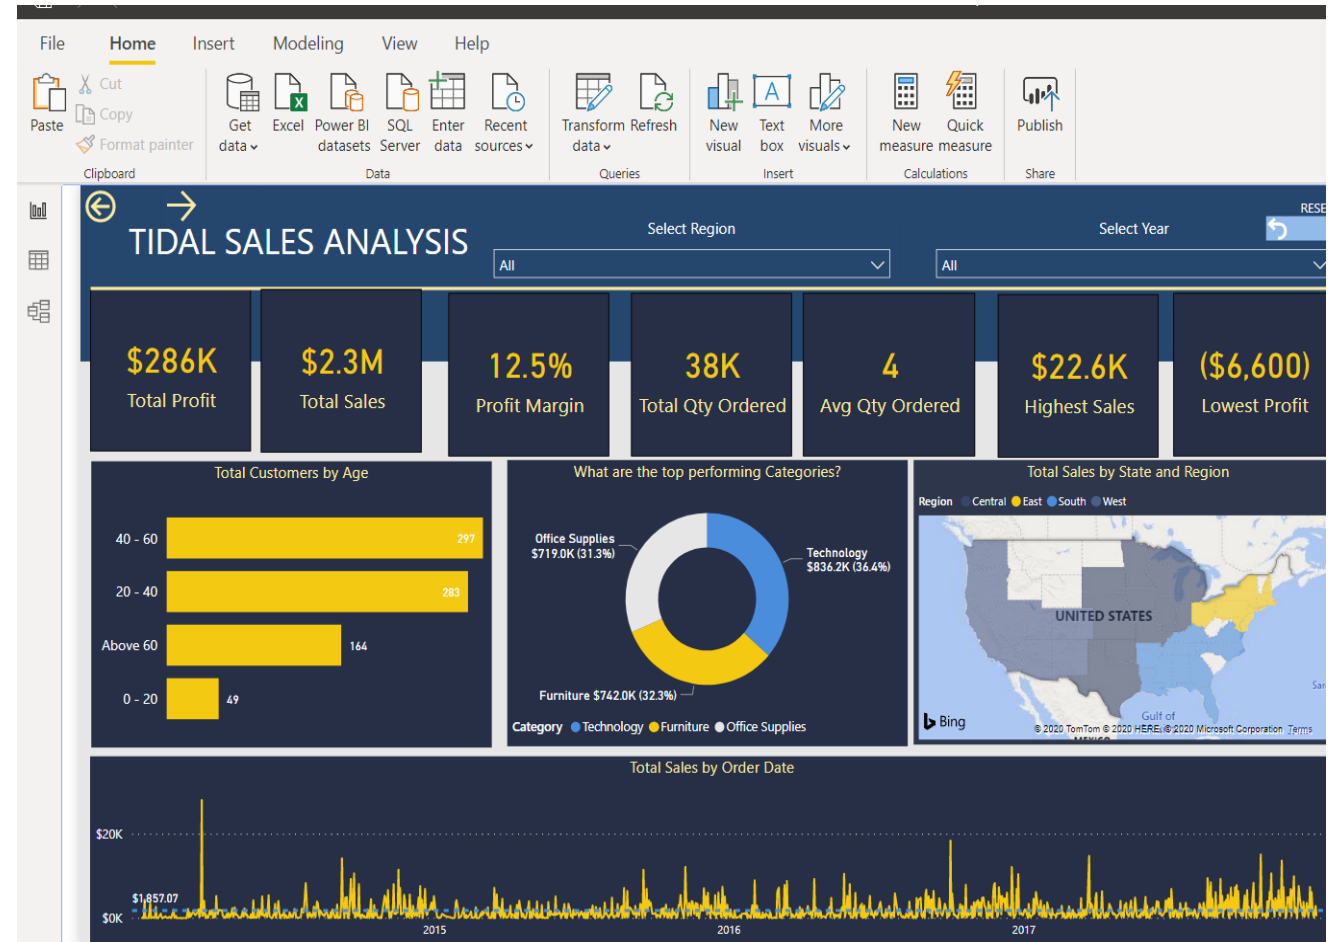 File Home Insert Modeling View Help
Cut
Copy
Format painter
Paste
Get data
Excel
Power BI datasets
SQL Server
Enter data
Recent sources
Transform data
Refresh
New visual
Text box
More visuals
New measure
Quick measure
Publish
Clipboard Data Queries Insert Calculations Share
TIDAL SALES ANALYSIS
Select Region
All
Select Year
All
RESE
$286K
Total Profit
$2.3M
Total Sales
12.5%
Profit Margin
38K
Total Qty Ordered
4
Avg Qty Ordered
$22.6K
Highest Sales
($6,600)
Lowest Profit
Total Customers by Age
40 - 60 297
20 - 40 283
Above 60 164
0 - 20 49
What are the top performing Categories?
Office Supplies
$719.0K (31.3%)
Technology
$836.2K (36.4%)
Furniture $742.0K (32.3%)
Category Technology Furniture Office Supplies
Total Sales by State and Region
Region Central East South West
UNITED STATES
Sar
Gulf of
MEXICO
Bing
© 2020 TomTom © 2020 HERE, © 2020 Microsoft Corporation Terms
Total Sales by Order Date
$20K
$1,857.07
$0K
2015 2016 2017